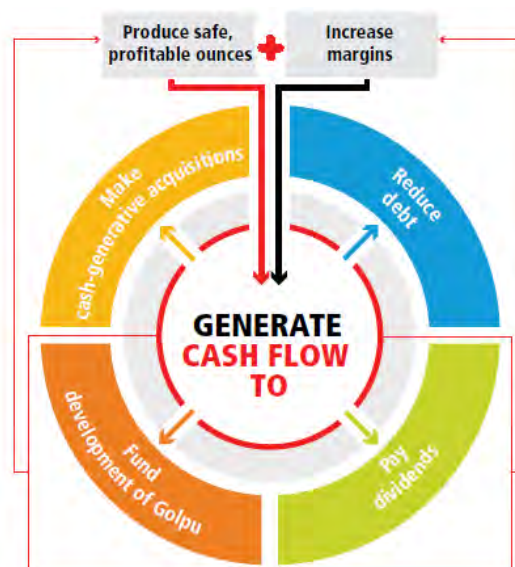 Produce safe,
profitable ounces
Increase
margins
Make
cash-generative acquisitions
Reduce
debt
GENERATE
CASH FLOW
TO
Fund
development of Golpu
Pay
dividends